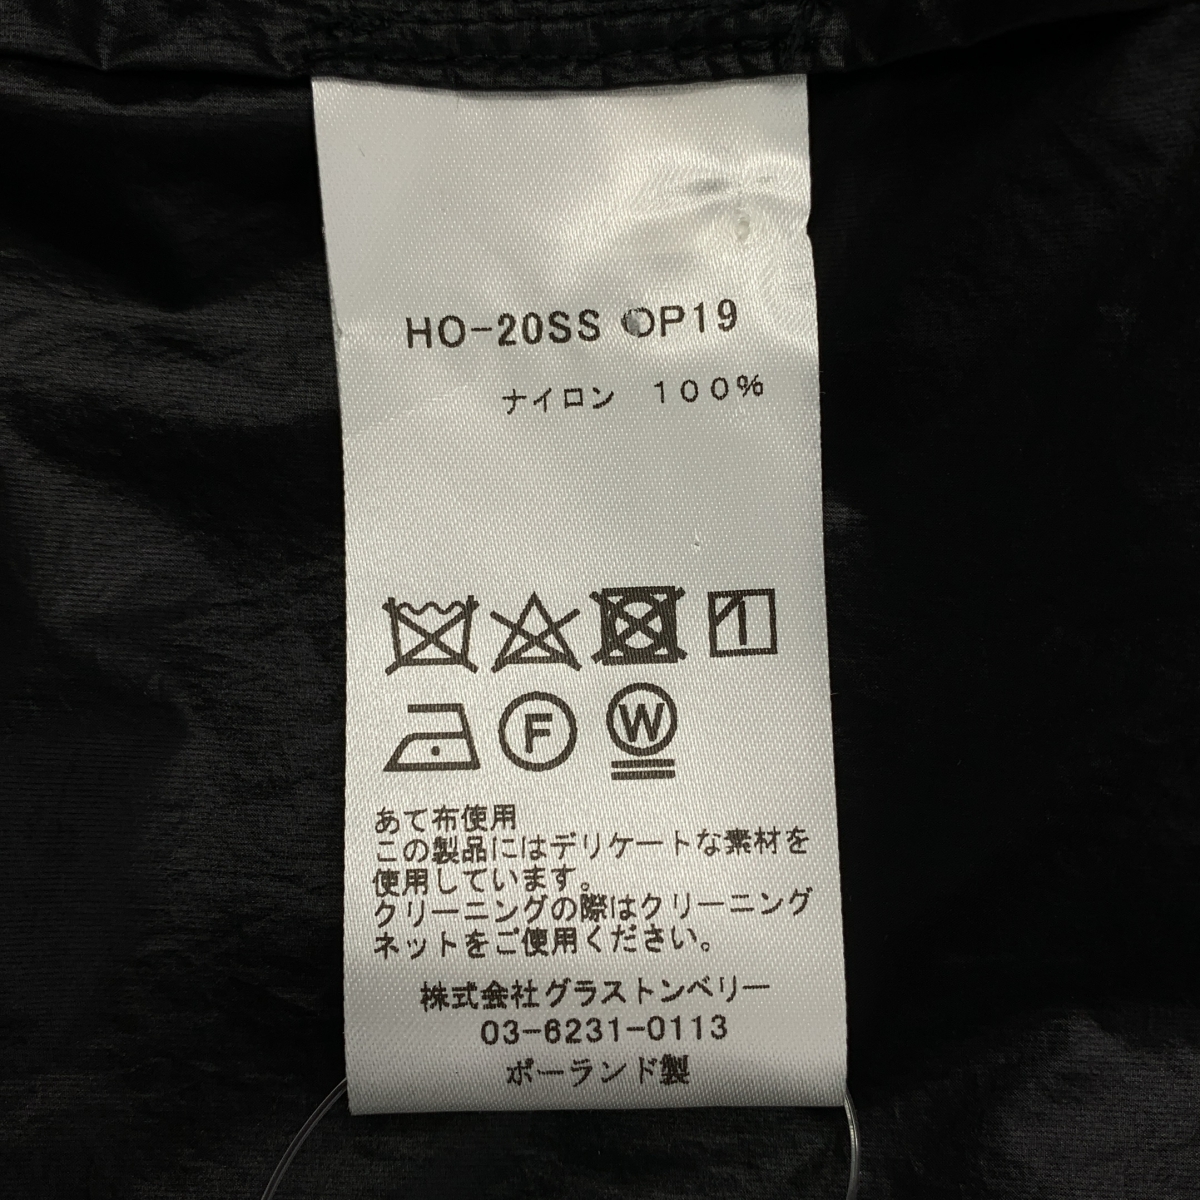 HO-20SS OP19
ナイロン 100%
F W
あて布使用
この製品にはデリケートな素材を
使用しています。
クリーニングの際はクリーニング
ネットをご使用ください。
株式会社グラストンベリー
03-6231-0113
ポーランド製